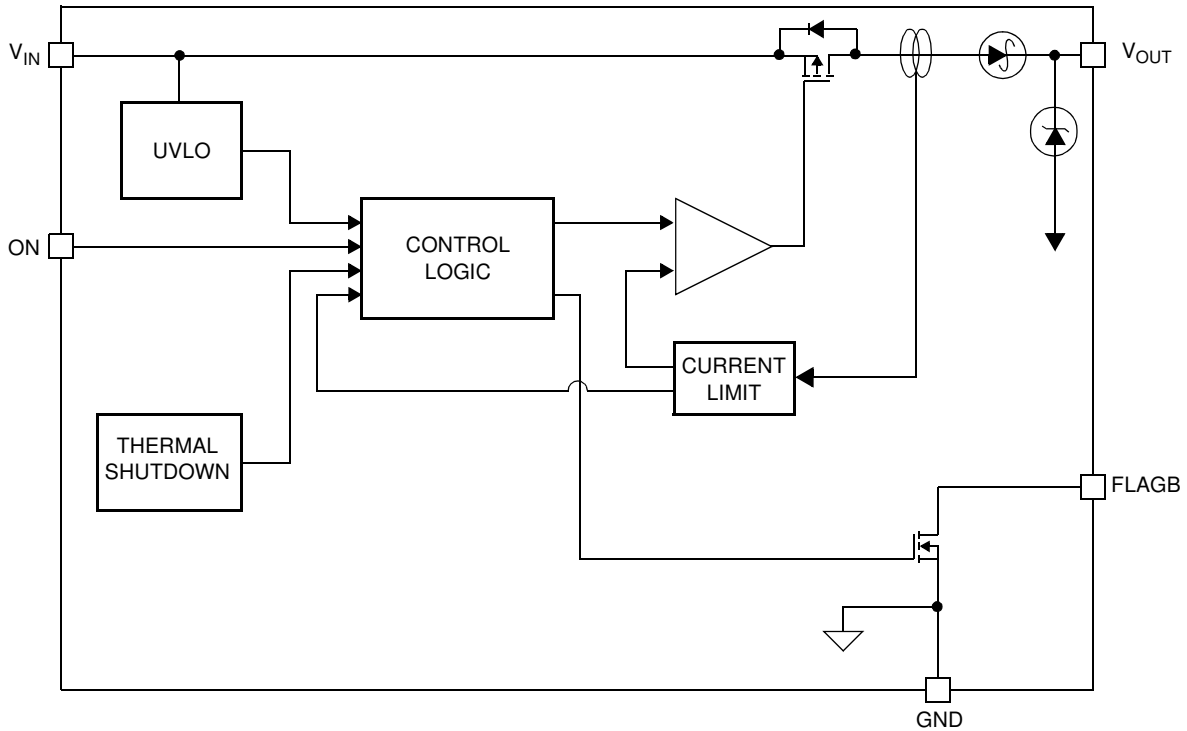 VIN
VOUT
UVLO
ON
CONTROL
LOGIC
CURRENT
LIMIT
THERMAL
SHUTDOWN
FLAGB
GND